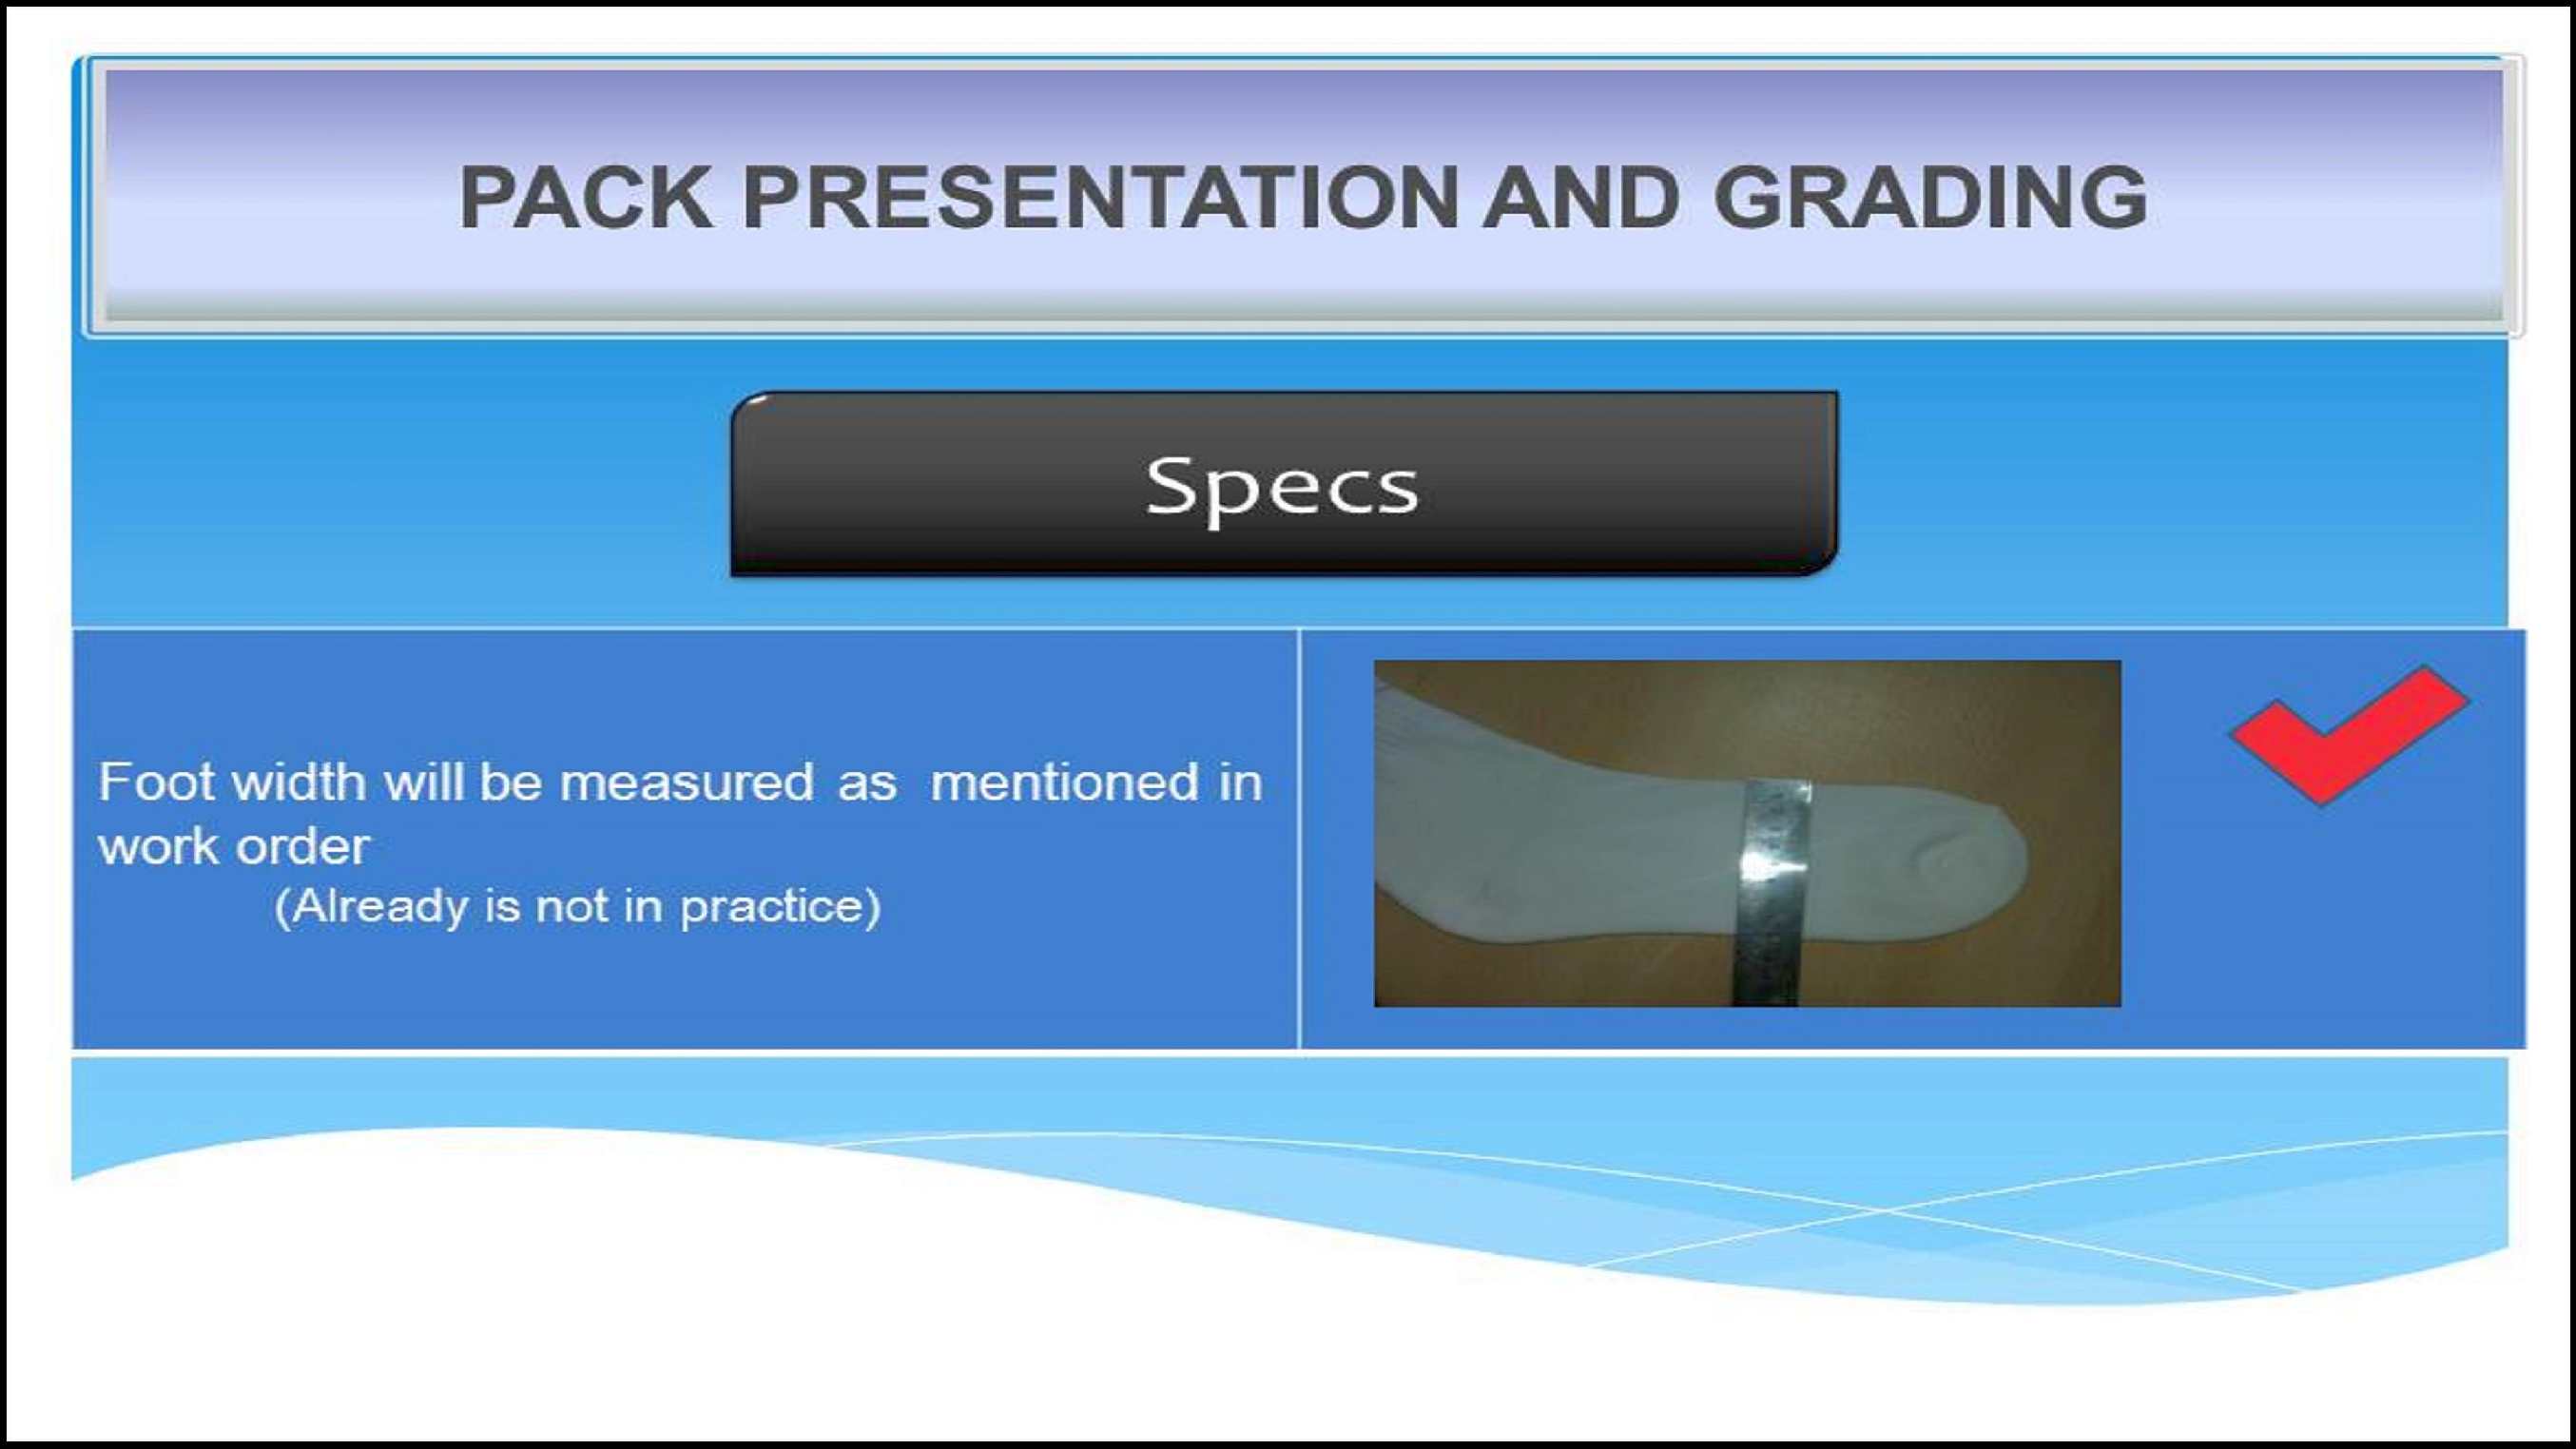 PACK PRESENTATION AND GRADING
Specs
Foot width will be measured as mentioned in
work order
(Already is not in practice)